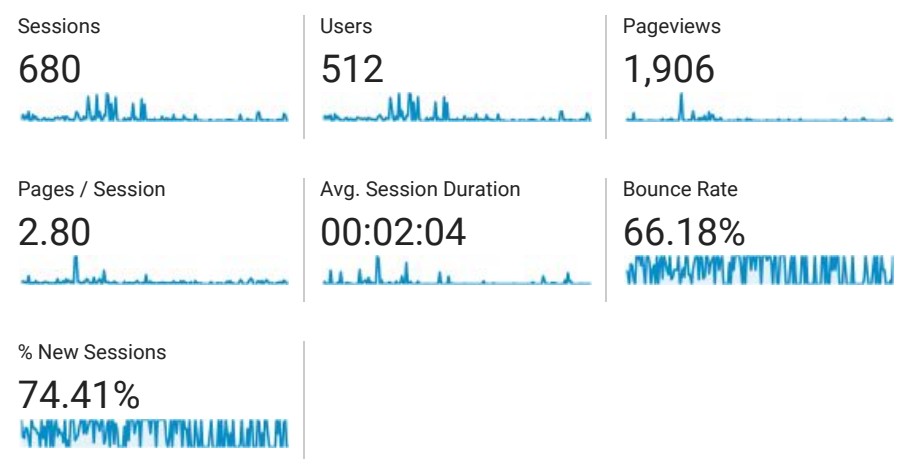 Sessions
680
Users
512
Pageviews
1,906
Pages / Session
2.80
Avg. Session Duration
00:02:04
Bounce Rate
66.18%
% New Sessions
74.41%